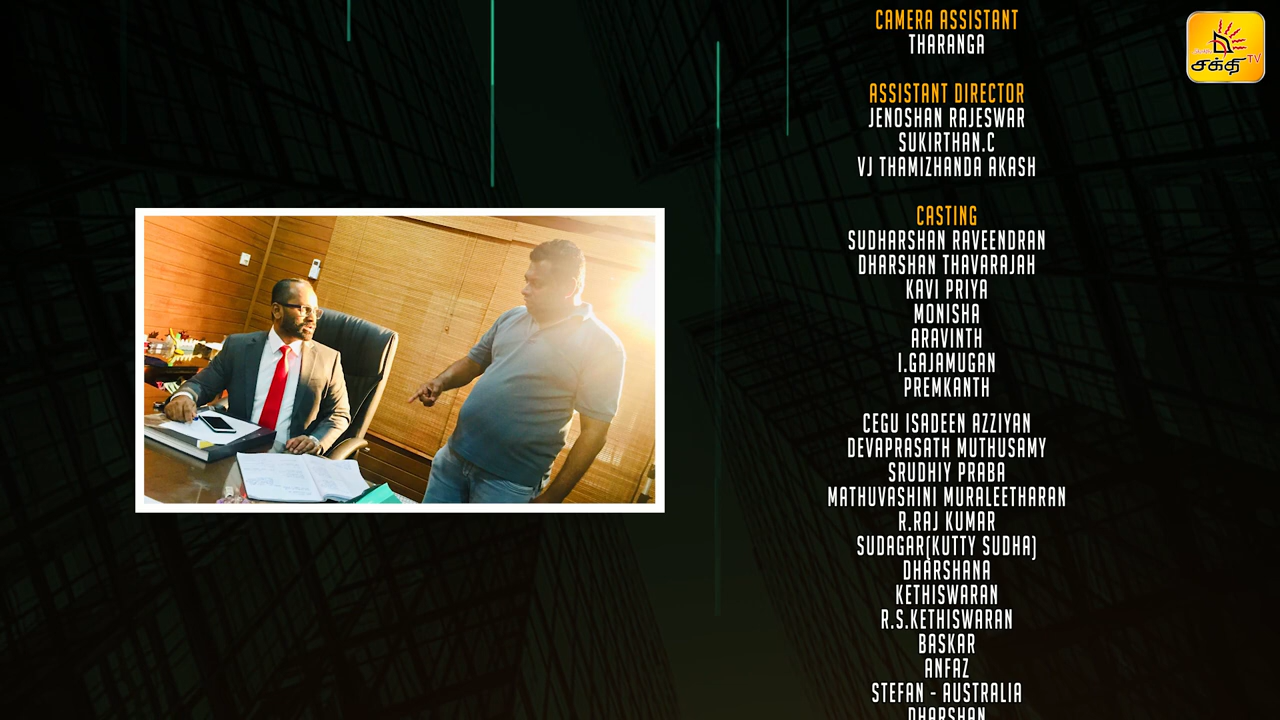 CAMERA ASSISTANT
THARANGA
ASSISTANT DIRECTOR
JENOSHAN RAJESWAR
SUKIRTHAN.C
VJ THAMIZHANDA AKASH
CASTING
SUDHARSHAN RAVEENDRAN
DHARSHAN THAVARAJAH
KAVI PRIYA
MONISHA
ARAVINTH
I.GAJAMUGAN
PREMKANTH
CEGU ISADEEN AZZIYAN
DEVAPRASATH MUTHUSAMY
SRUDHIY PRABA
MATHUVASHINI MURALEETHARAN
R.RAJ KUMAR
SUDAGAR(KUTTY SUDHA)
DHARSHANA
KETHISWARAN
R.S.KETHISWARAN
BASKAR
ANFAZ
STEFAN - AUSTRALIA
DHARSHAN
சக்தி TV